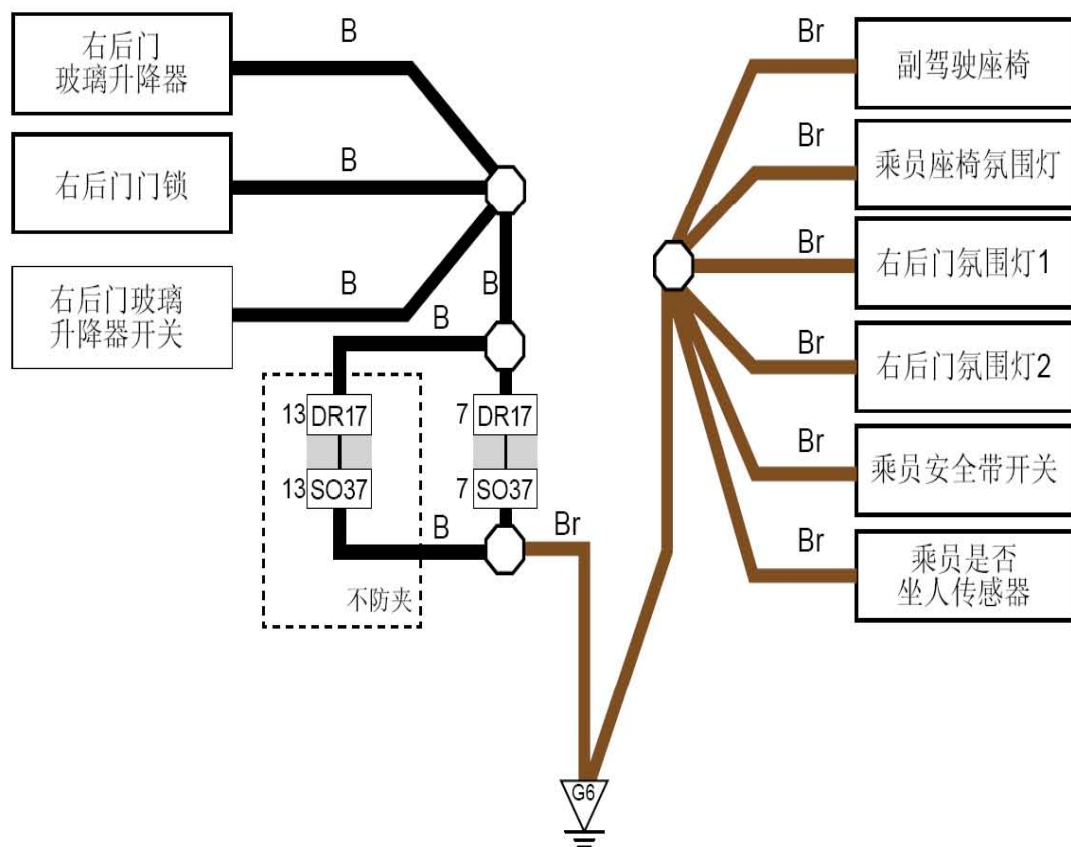 B
右后门
玻璃升降器
B
右后门门锁
B
右后门玻璃
升降器开关
B
B
13 DR17
13 SO37
7 DR17
7 SO37
B
不防夹
Br
G6
Br
副驾驶座椅
Br
乘员座椅氛围灯
Br
右后门氛围灯1
Br
右后门氛围灯2
Br
乘员安全带开关
Br
乘员是否
坐人传感器